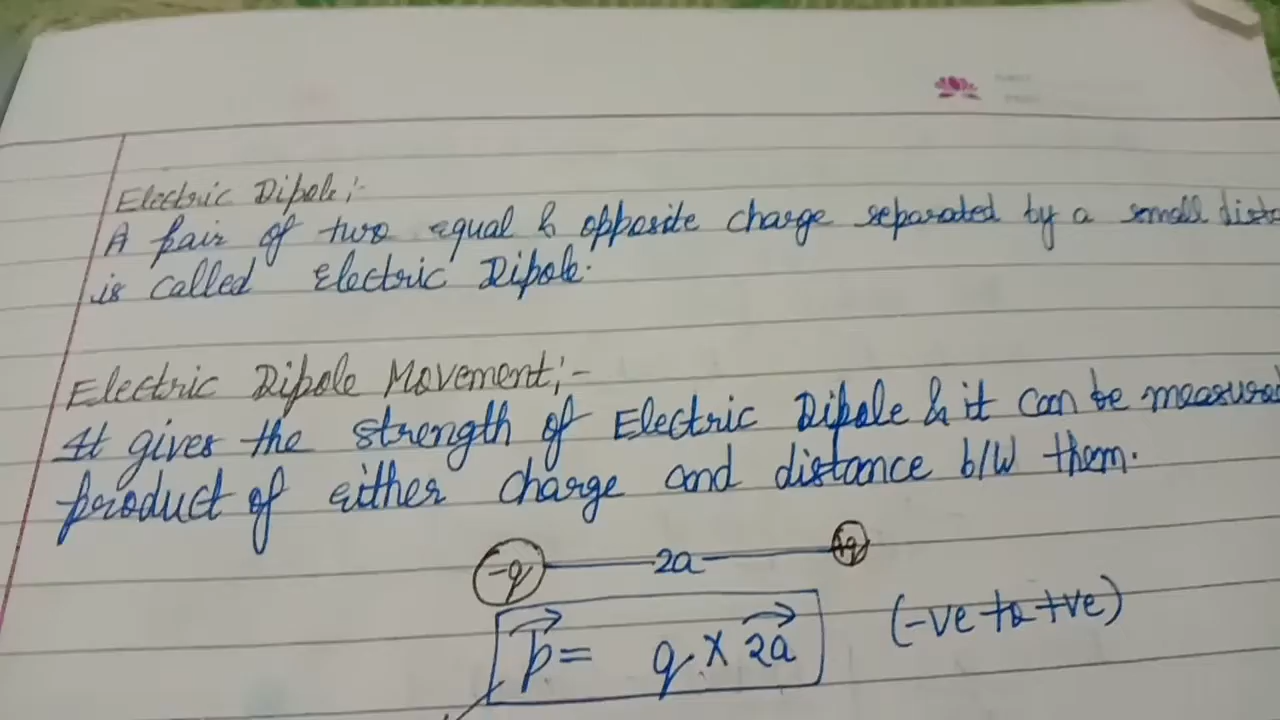 Electric Dipole:-
A pair of two equal & opposite charge separated by a small
is called Electric Dipole.
Electric Dipole Movement:-
It gives the strength of Electric Dipole & it can be
product of either charge and distance b/w them.
-q 2a +q
p→ = q × 2a→ (-ve to +ve)